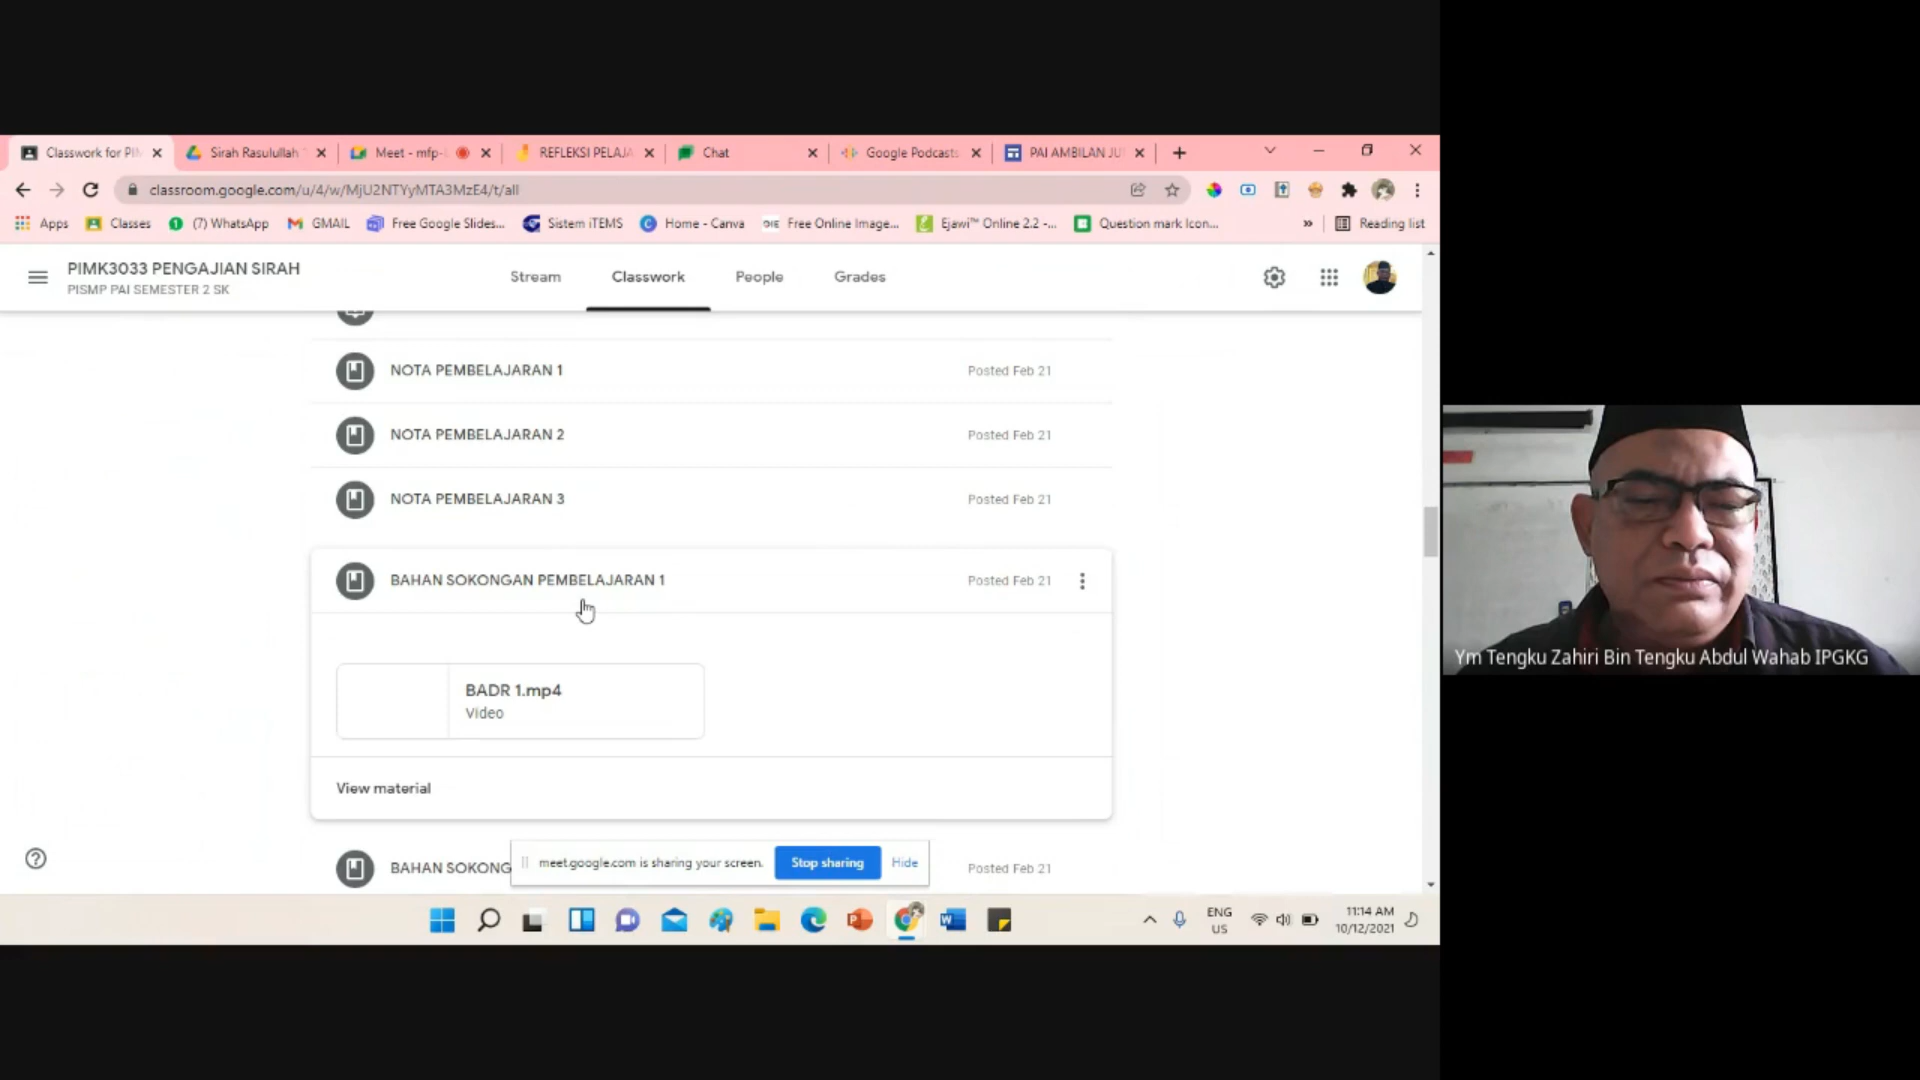 Classwork for PI
Sirah Rasulullah
Meet - mfp-
REFLEKSI PELAJA
Chat
Google Podcasts
PAI AMBILAN JU
classroom.google.com/u/4/w/MjU2NTYyMTA3MzE4/t/all
Apps
Classes
(7) WhatsApp
GMAIL
Free Google Slides...
Sistem iTEMS
Home - Canva
Free Online Image...
Ejawi™ Online 2.2 -...
Question mark Icon...
»
Reading list
PIMK3033 PENGAJIAN SIRAH
PISMP PAI SEMESTER 2 SK
Stream
Classwork
People
Grades
NOTA PEMBELAJARAN 1
Posted Feb 21
NOTA PEMBELAJARAN 2
Posted Feb 21
NOTA PEMBELAJARAN 3
Posted Feb 21
BAHAN SOKONGAN PEMBELAJARAN 1
Posted Feb 21
BADR 1.mp4
Video
View material
BAHAN SOKONG
Posted Feb 21
meet.google.com is sharing your screen.
Stop sharing
Hide
ENG
US
11:14 AM
10/12/2021
Ym Tengku Zahiri Bin Tengku Abdul Wahab IPGKG